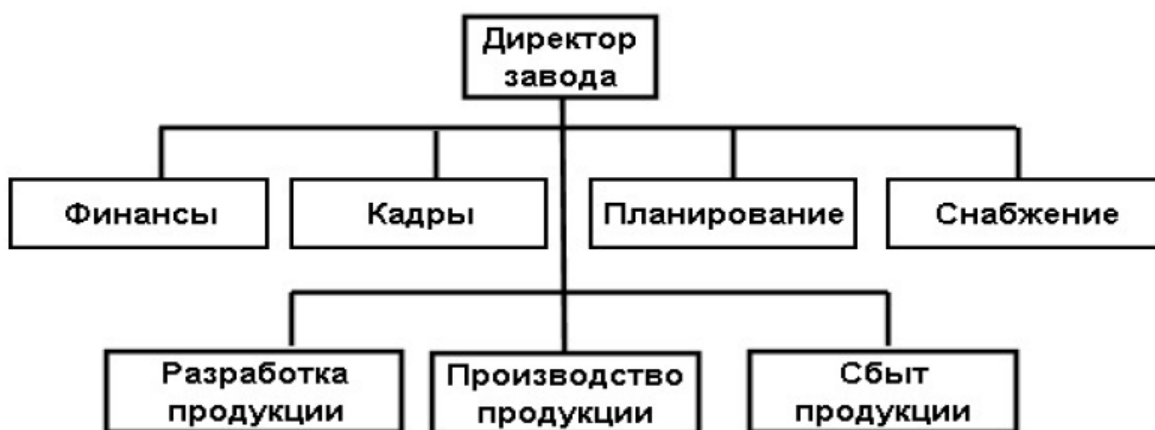 Директор
завода
Финансы
Кадры
Планирование
Снабжение
Разработка
продукции
Производство
продукции
Сбыт
продукции